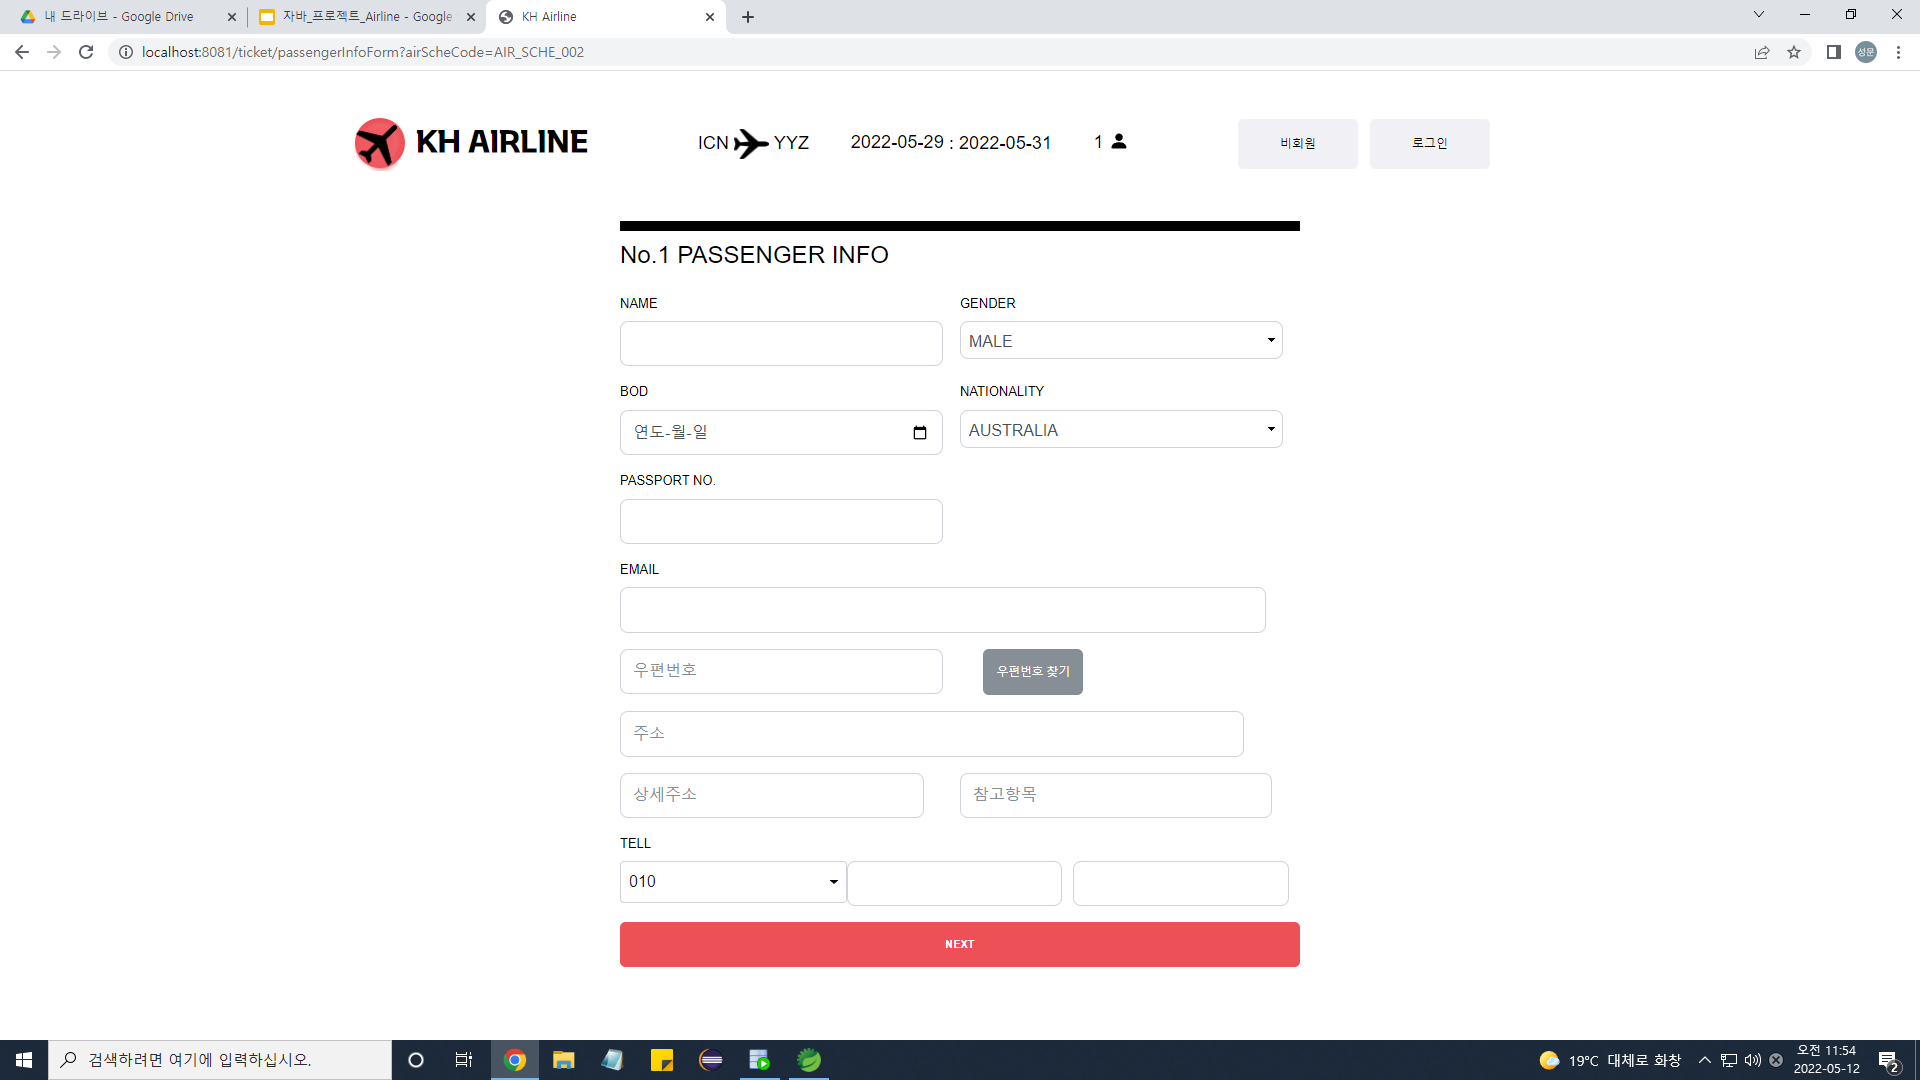 내 드라이브 - Google Drive
자바_프로젝트_Airline - Google
KH Airline
localhost:8081/ticket/passengerInfoForm?airScheCode=AIR_SCHE_002
성문
KH AIRLINE
ICN YYZ
2022-05-29 : 2022-05-31
1
비회원
로그인
No.1 PASSENGER INFO
NAME
GENDER
MALE
BOD
NATIONALITY
연도-월-일
AUSTRALIA
PASSPORT NO.
EMAIL
우편번호
우편번호 찾기
주소
상세주소
참고항목
TELL
010
NEXT
검색하려면 여기에 입력하십시오.
19°C 대체로 화창
오전 11:54
2022-05-12
2